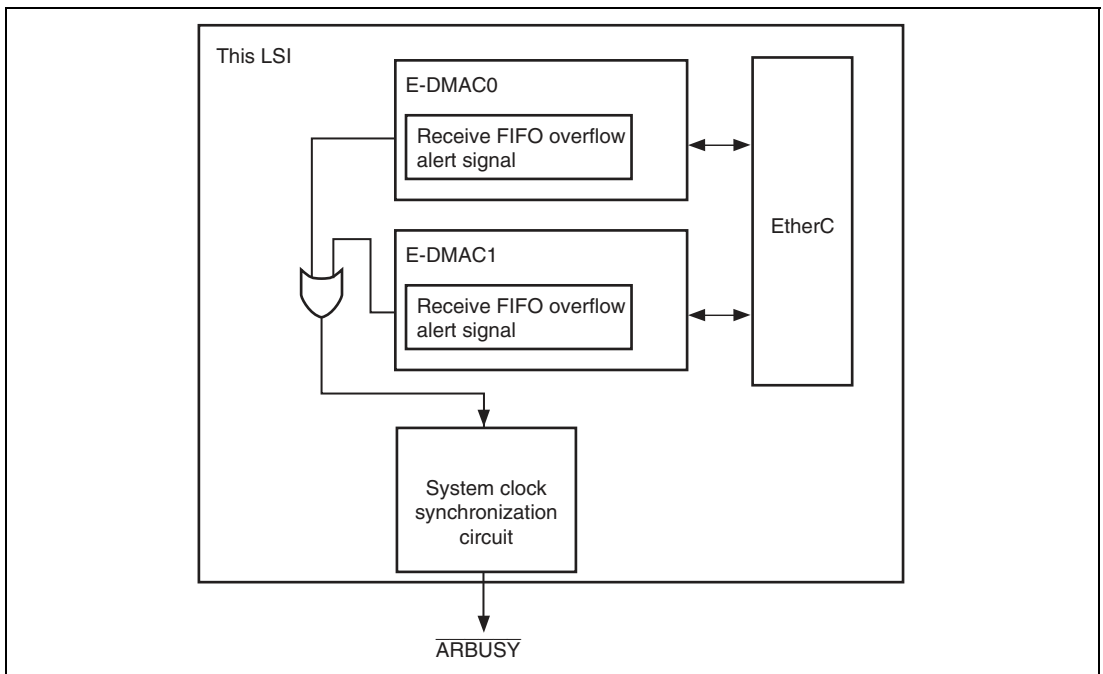 This LSI
E-DMAC0
Receive FIFO overflow
alert signal
EtherC
E-DMAC1
Receive FIFO overflow
alert signal
System clock
synchronization
circuit
ARBUSY